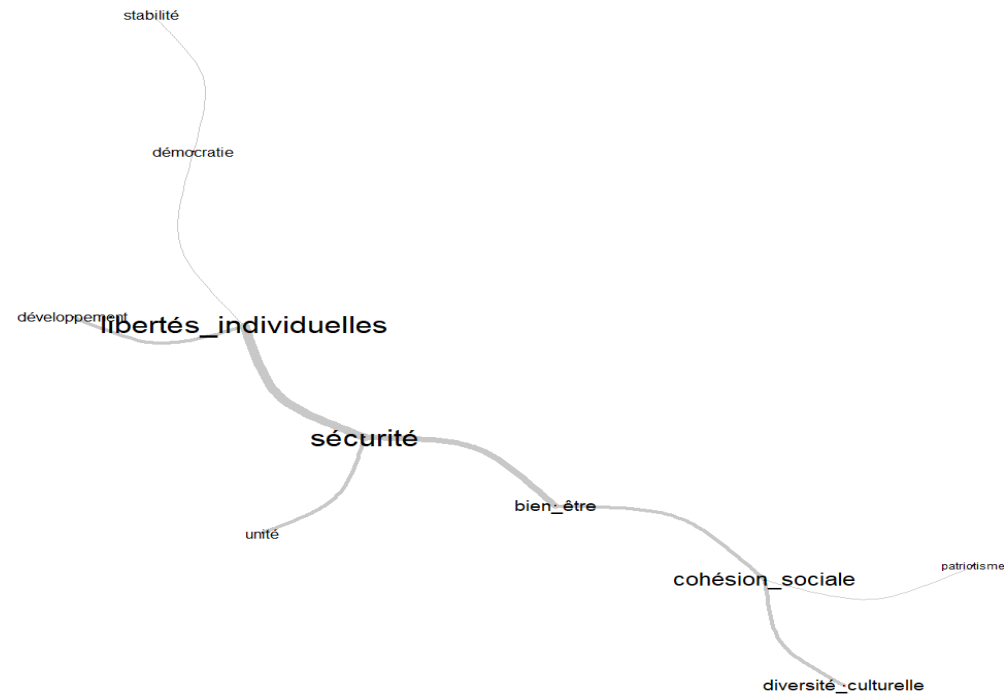 stabilité
démocratie
développement
libertés_individuelles
sécurité
bien_être
unité
patriotisme
cohésion_sociale
diversité_culturelle